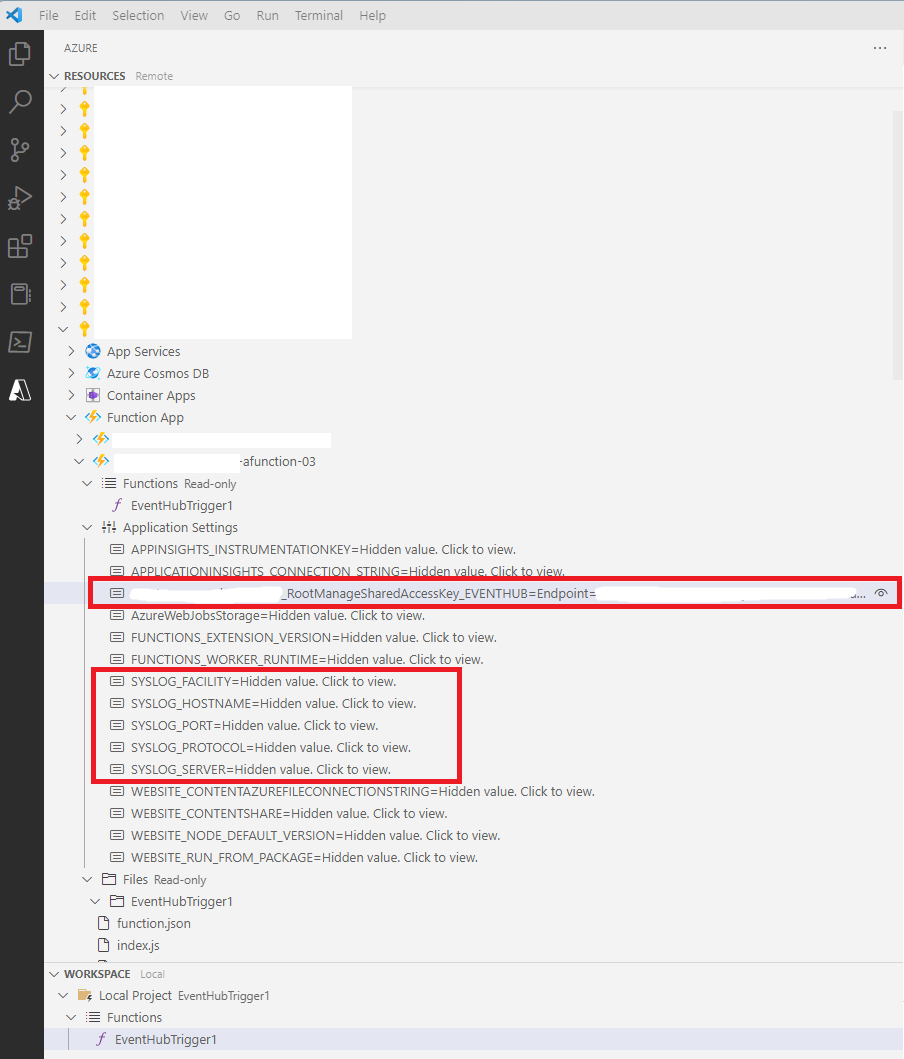 File Edit Selection View Go Run Terminal Help
AZURE
RESOURCES Remote
App Services
Azure Cosmos DB
Container Apps
Function App
-afunction-03
Functions Read-only
EventHubTrigger1
Application Settings
APPINSIGHTS_INSTRUMENTATIONKEY=Hidden value. Click to view.
APPLICATIONINSIGHTS_CONNECTION_STRING=Hidden value. Click to view.
_RootManageSharedAccessKey_EVENTHUB=Endpoint=
AzureWebJobsStorage=Hidden value. Click to view.
FUNCTIONS_EXTENSION_VERSION=Hidden value. Click to view.
FUNCTIONS_WORKER_RUNTIME=Hidden value. Click to view.
SYSLOG_FACILITY=Hidden value. Click to view.
SYSLOG_HOSTNAME=Hidden value. Click to view.
SYSLOG_PORT=Hidden value. Click to view.
SYSLOG_PROTOCOL=Hidden value. Click to view.
SYSLOG_SERVER=Hidden value. Click to view.
WEBSITE_CONTENTAZUREFILECONNECTIONSTRING=Hidden value. Click to view.
WEBSITE_CONTENTSHARE=Hidden value. Click to view.
WEBSITE_NODE_DEFAULT_VERSION=Hidden value. Click to view.
WEBSITE_RUN_FROM_PACKAGE=Hidden value. Click to view.
Files Read-only
EventHubTrigger1
function.json
index.js
WORKSPACE Local
Local Project EventHubTrigger1
Functions
EventHubTrigger1